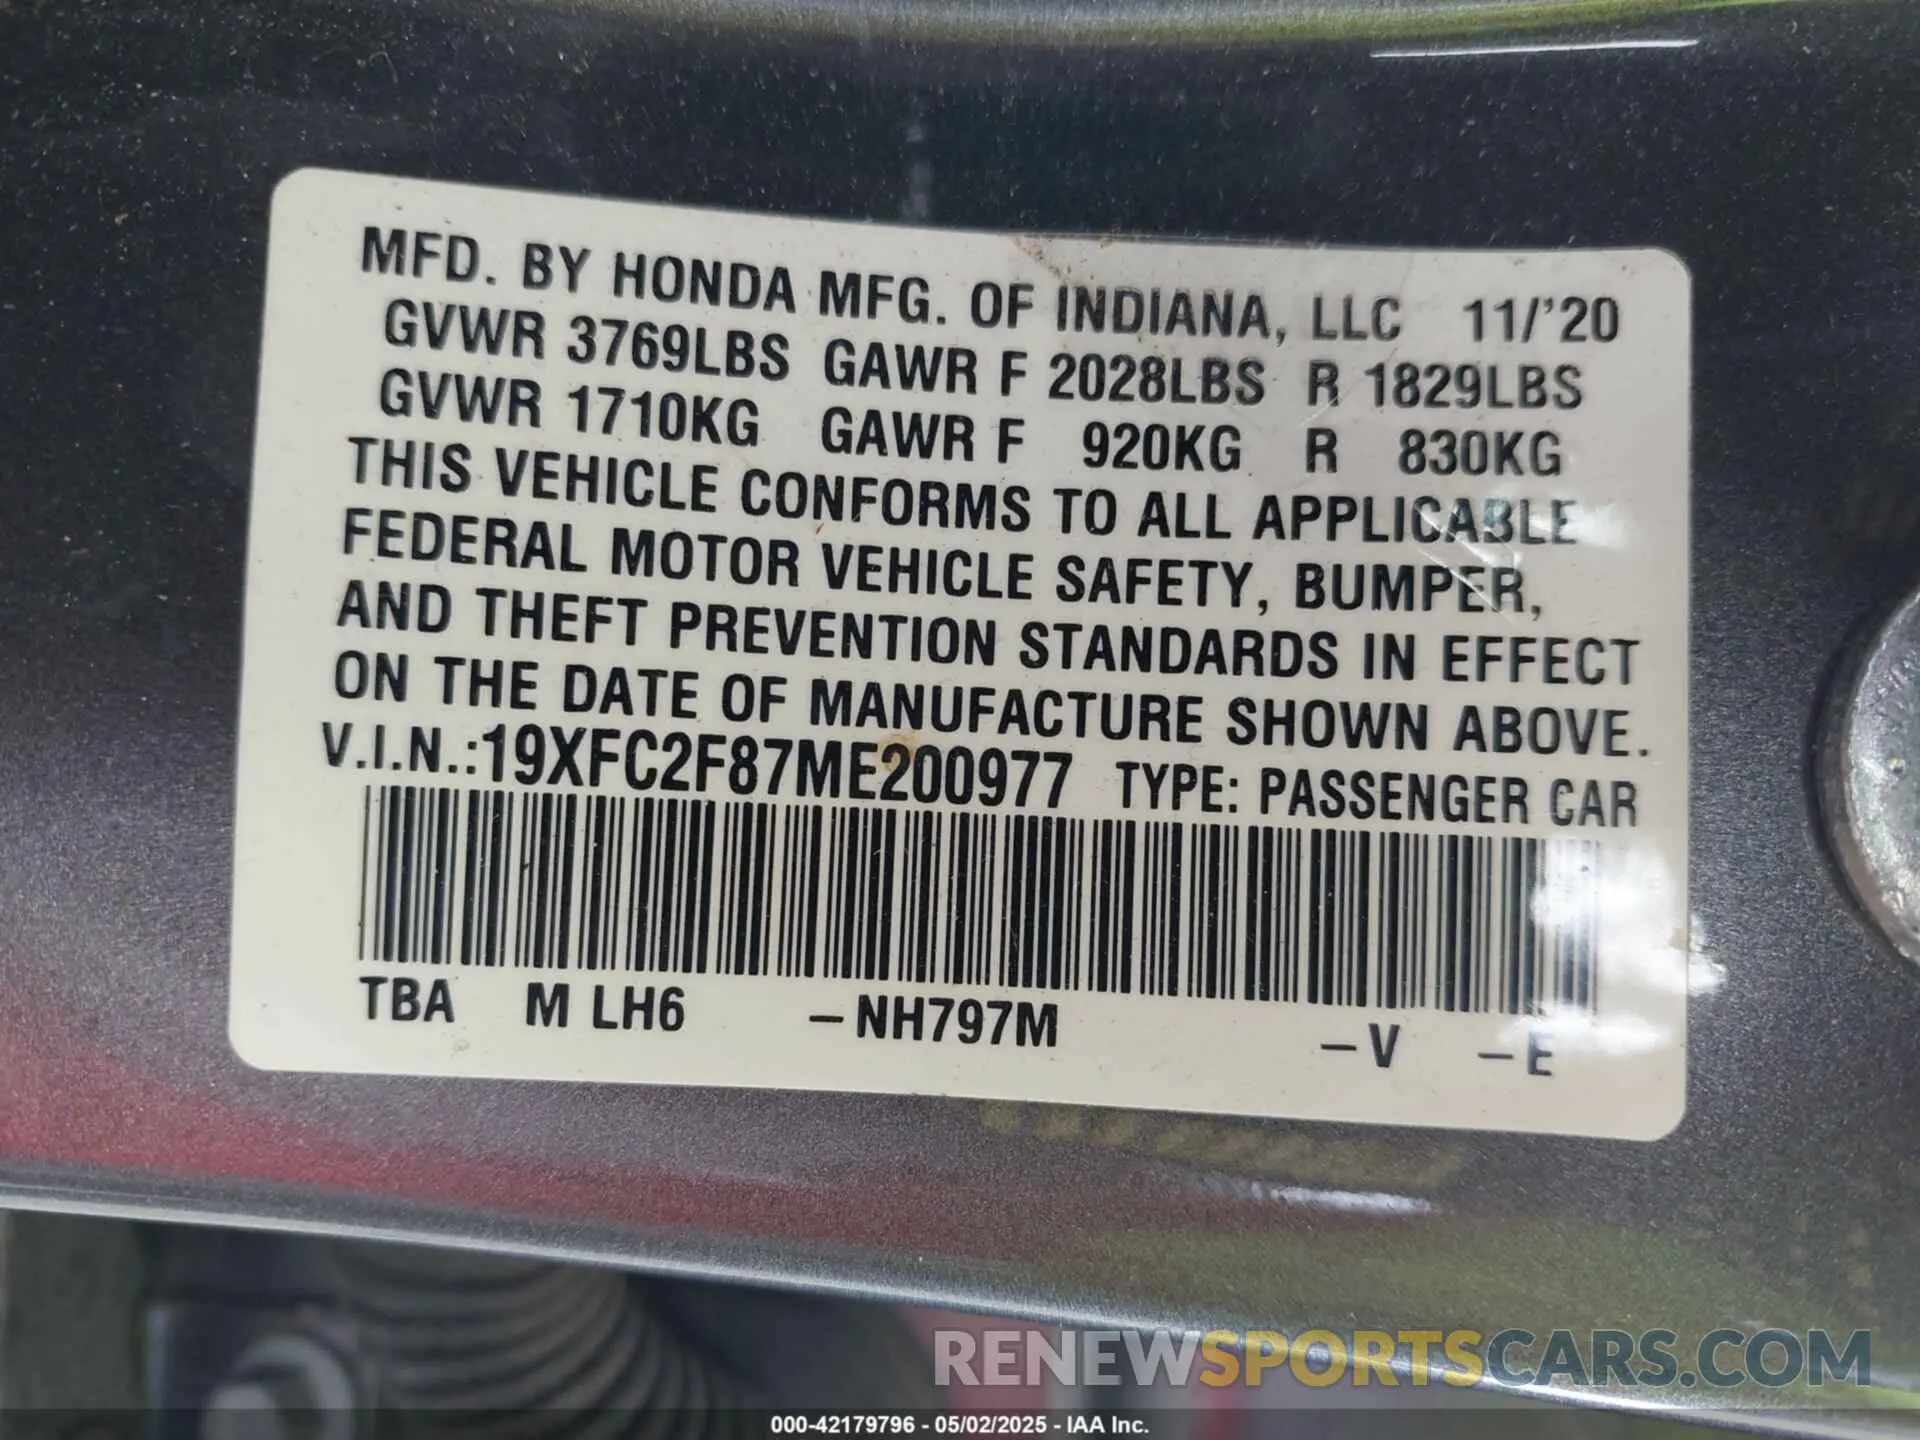 MFD. BY HONDA MFG. OF INDIANA, LLC 11/'20
GVWR 3769LBS GAWR F 2028LBS R 1829LBS
GVWR 1710KG GAWR F 920KG R 830KG
THIS VEHICLE CONFORMS TO ALL APPLICABLE
FEDERAL MOTOR VEHICLE SAFETY, BUMPER,
AND THEFT PREVENTION STANDARDS IN EFFECT
ON THE DATE OF MANUFACTURE SHOWN ABOVE.
V.I.N.:19XFC2F87ME200977 TYPE: PASSENGER CAR
TBA M LH6 –NH797M –V –E
RENEWSPORTSCARS.COM
000-42179796 - 05/02/2025 - IAA Inc.